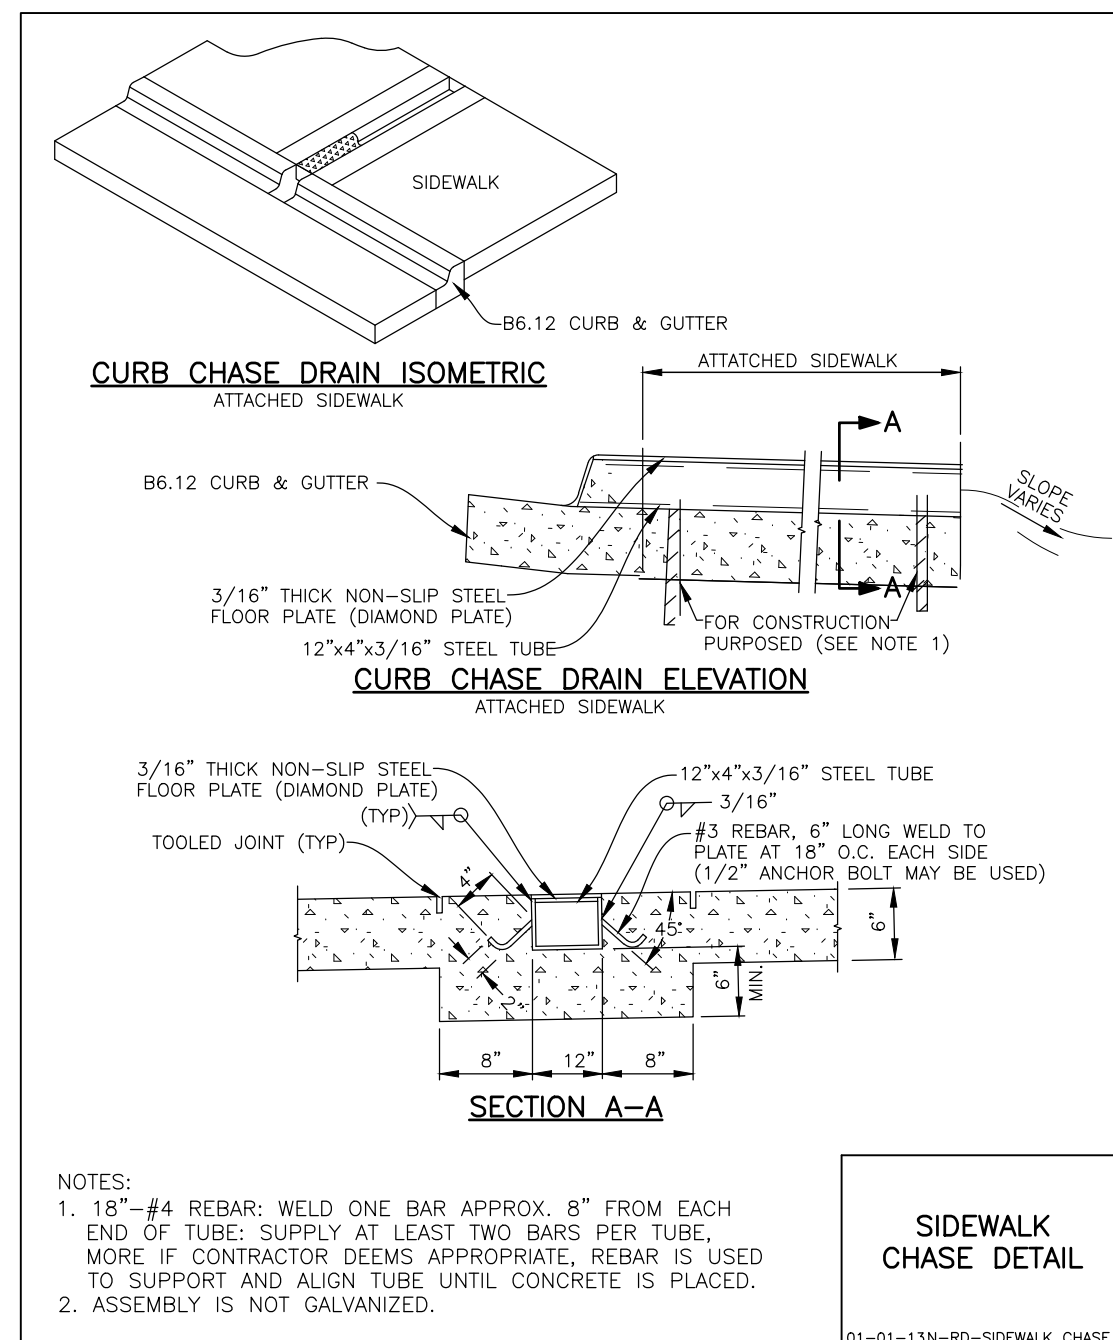 SIDEWALK
B6.12 CURB & GUTTER
CURB CHASE DRAIN ISOMETRIC
ATTACHED SIDEWALK
ATTATCHED SIDEWALK
A
B6.12 CURB & GUTTER
SLOPE
VARIES
3/16" THICK NON-SLIP STEEL
FLOOR PLATE (DIAMOND PLATE)
12"x4"x3/16" STEEL TUBE
A
FOR CONSTRUCTION
PURPOSED (SEE NOTE 1)
CURB CHASE DRAIN ELEVATION
ATTACHED SIDEWALK
3/16" THICK NON-SLIP STEEL
FLOOR PLATE (DIAMOND PLATE)
(TYP)
TOOLED JOINT (TYP)
12"x4"x3/16" STEEL TUBE
3/16"
#3 REBAR, 6" LONG WELD TO
PLATE AT 18" O.C. EACH SIDE
(1/2" ANCHOR BOLT MAY BE USED)
4"
45°
6"
2"
6"
MIN.
8"
12"
8"
SECTION A-A
NOTES:
1. 18"-#4 REBAR: WELD ONE BAR APPROX. 8" FROM EACH
END OF TUBE: SUPPLY AT LEAST TWO BARS PER TUBE,
MORE IF CONTRACTOR DEEMS APPROPRIATE, REBAR IS USED
TO SUPPORT AND ALIGN TUBE UNTIL CONCRETE IS PLACED.
2. ASSEMBLY IS NOT GALVANIZED.
SIDEWALK
CHASE DETAIL
01-01-13N-RD-SIDEWALK CHASE